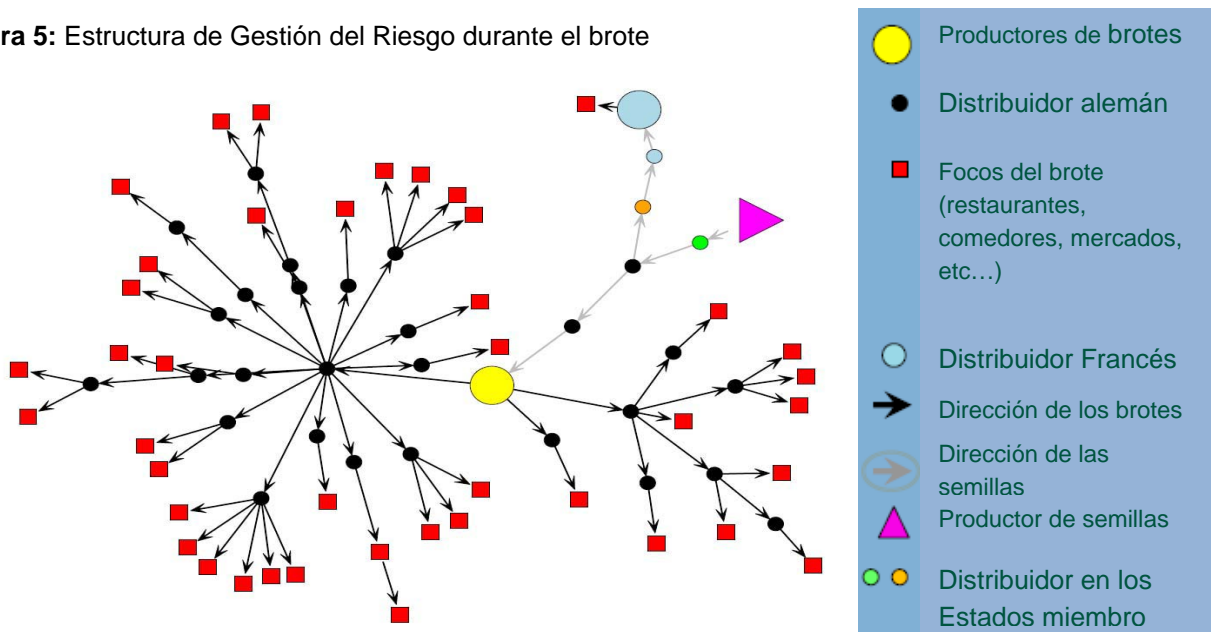 ra 5: Estructura de Gestión del Riesgo durante el brote
Productores de brotes
Distribuidor alemán
Focos del brote
(restaurantes,
comedores, mercados,
etc…)
Distribuidor Francés
Dirección de los brotes
Dirección de las
semillas
Productor de semillas
Distribuidor en los
Estados miembro